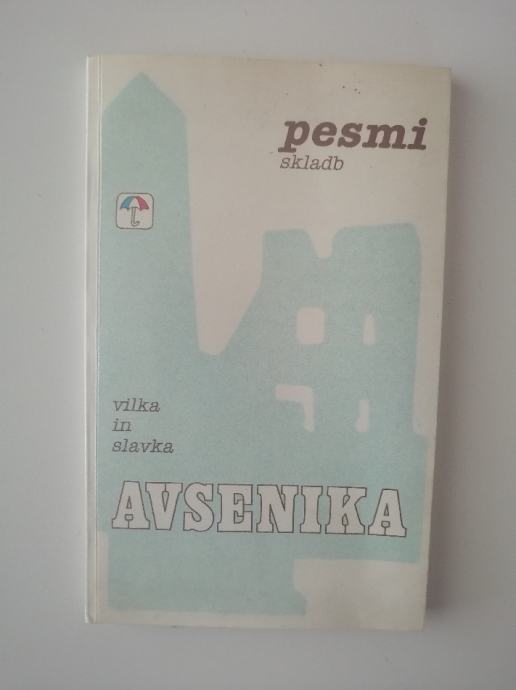 pesmi
skladb
vilka
in
slavka
AVSENIKA